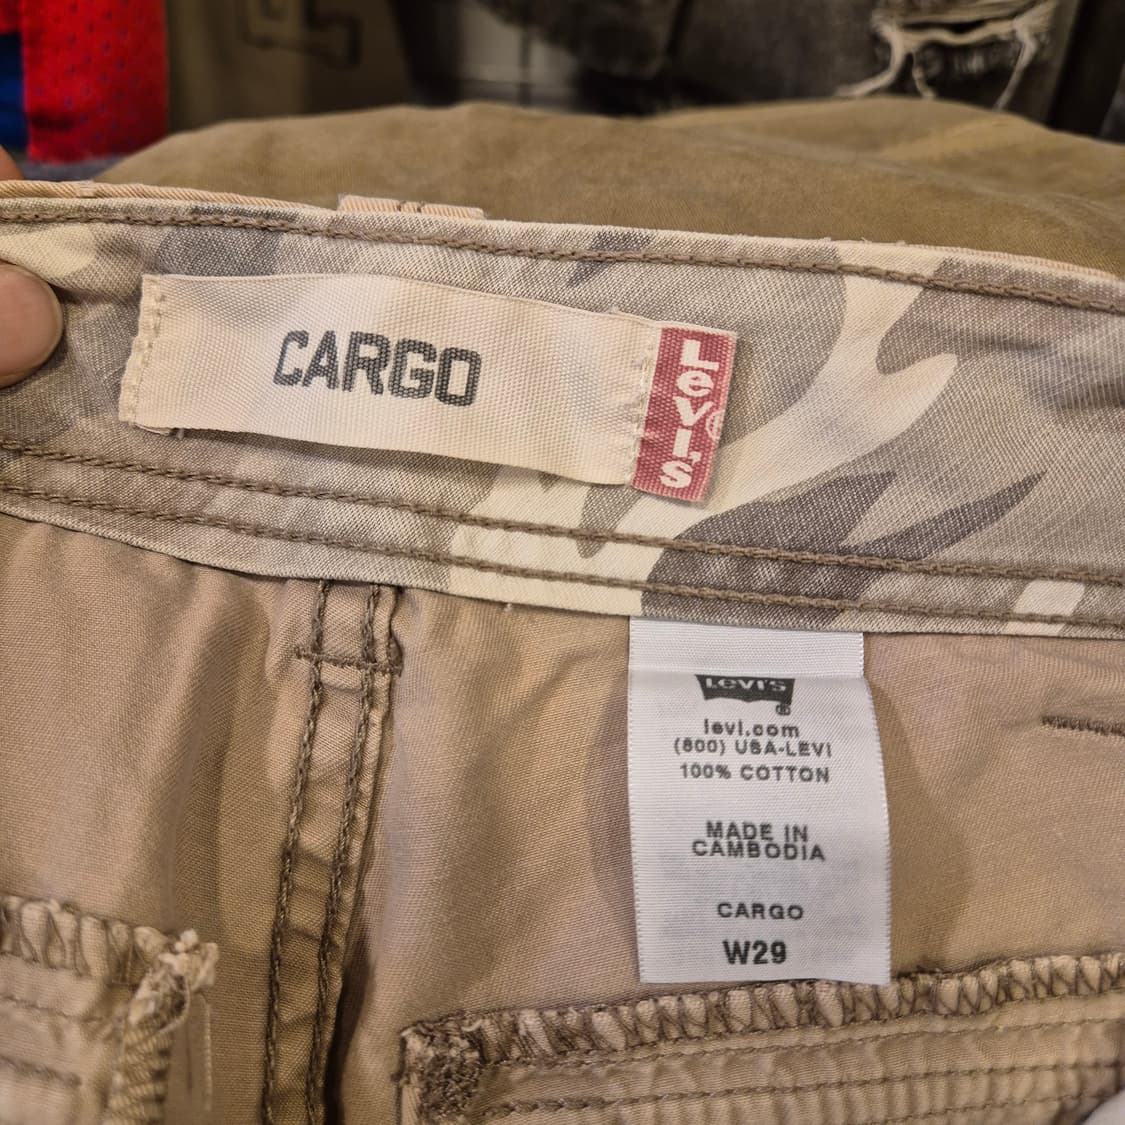 CARGO
Levi's
LEVI'S
®
levi.com
(800) USA-LEVI
100% COTTON
MADE IN
CAMBODIA
CARGO
W29